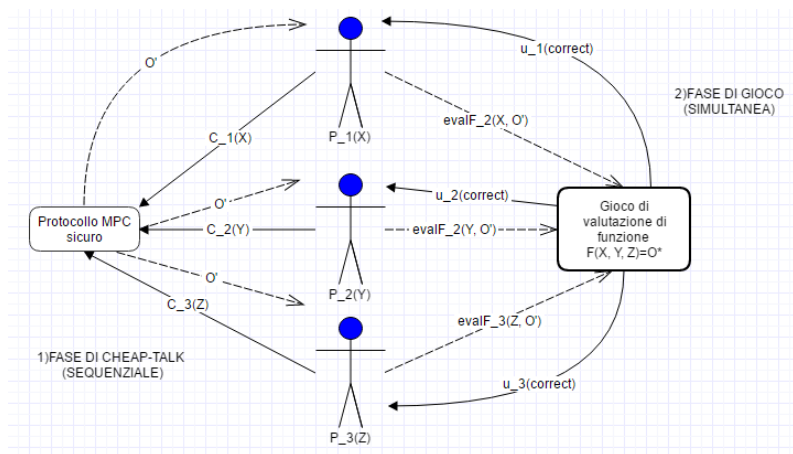 O'
u_1(correct)
2)FASE DI GIOCO
(SIMULTANEA)
evalF_2(X, O')
C_1(X)
P_1(X)
Protocollo MPC
sicuro
O'
C_2(Y)
u_2(correct)
evalF_2(Y, O')
Gioco di
valutazione di
funzione
F(X, Y, Z)=O*
O'
C_3(Z)
P_2(Y)
evalF_3(Z, O')
1)FASE DI CHEAP-TALK
(SEQUENZIALE)
u_3(correct)
P_3(Z)